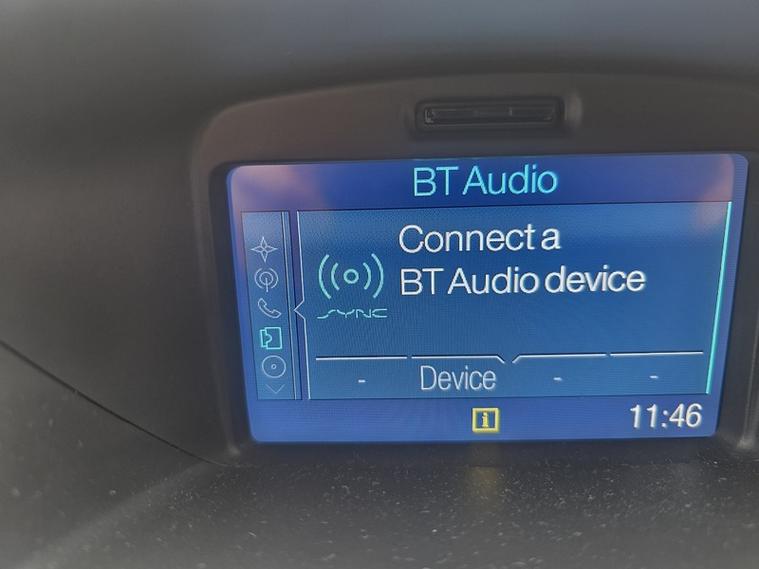 BT Audio
Connect a
BT Audio device
SYNC
- Device - -
i
11:46